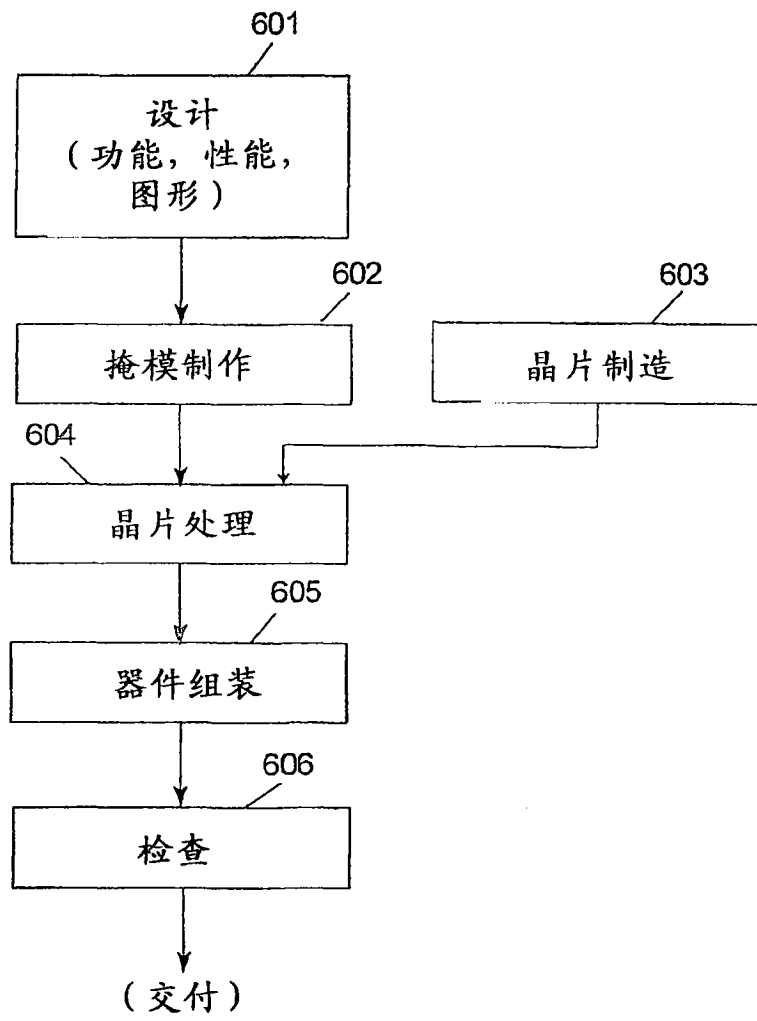 601
设计
（功能，性能，
图形）
602
掩模制作
603
晶片制造
604
晶片处理
605
器件组装
606
检查
（交付）